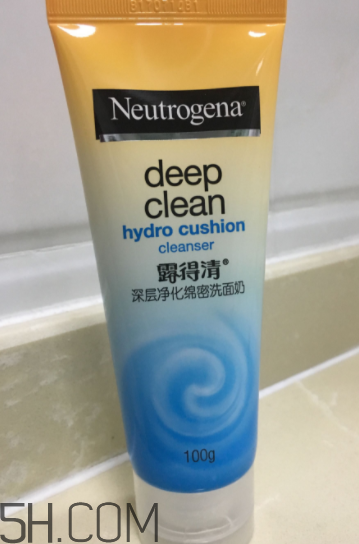 Neutrogena®
deep
clean
hydro cushion
cleanser
露得清®
深层净化绵密洗面奶
100g
5H.COM